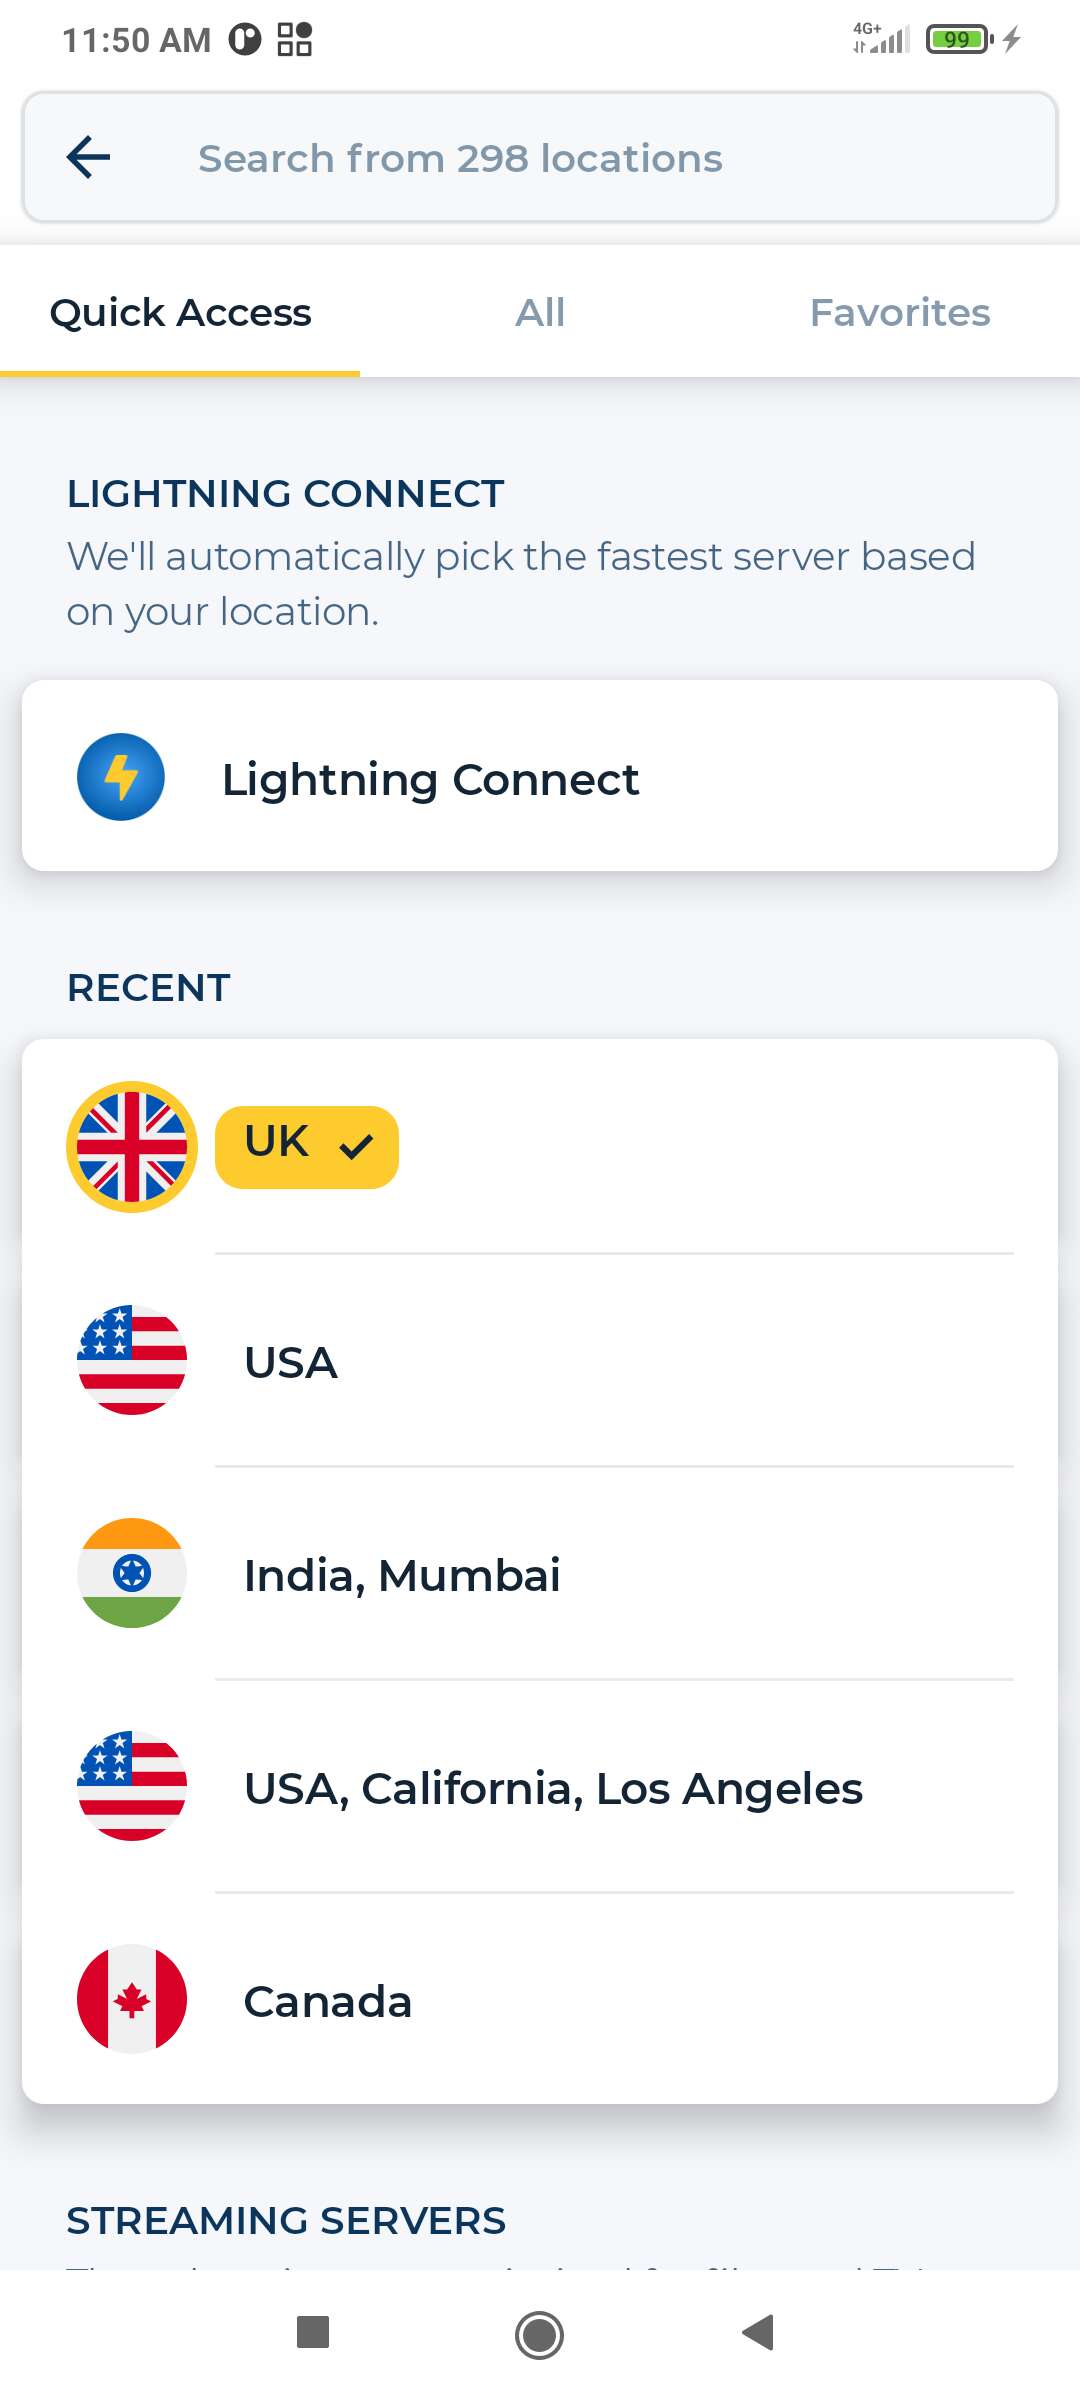 11:50 AM
4G+
99
Search from 298 locations
Quick Access
All
Favorites
LIGHTNING CONNECT
We'll automatically pick the fastest server based
on your location.
Lightning Connect
RECENT
UK
USA
India, Mumbai
USA, California, Los Angeles
Canada
STREAMING SERVERS